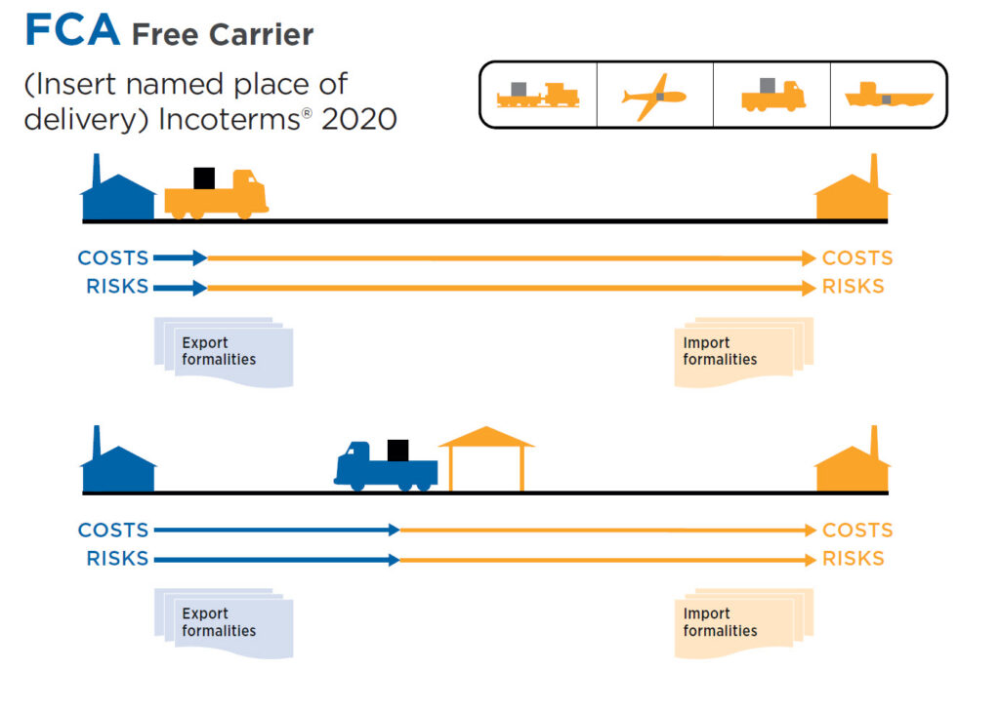 FCA Free Carrier
(Insert named place of
delivery) Incoterms® 2020
COSTS COSTS
RISKS RISKS
Export
formalities
Import
formalities
COSTS COSTS
RISKS RISKS
Export
formalities
Import
formalities